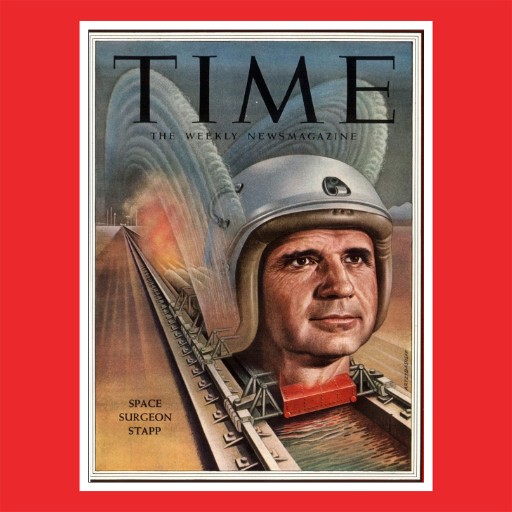 TIME
THE WEEKLY NEWSMAGAZINE
SPACE
SURGEON
STAPP